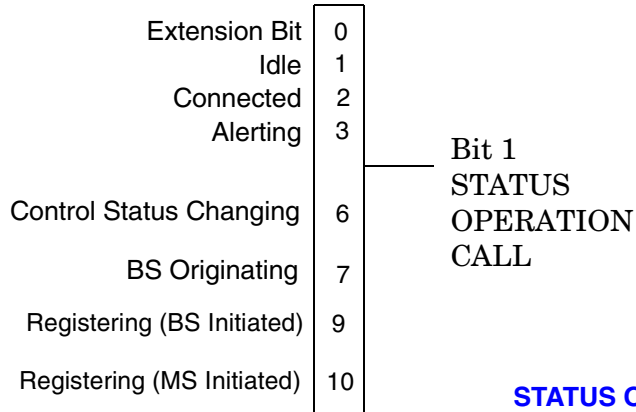 Extension Bit 0
Idle 1
Connected 2
Alerting 3
Control Status Changing 6
BS Originating 7
Registering (BS Initiated) 9
Registering (MS Initiated) 10
Bit 1
STATUS
OPERATION
CALL
STATUS